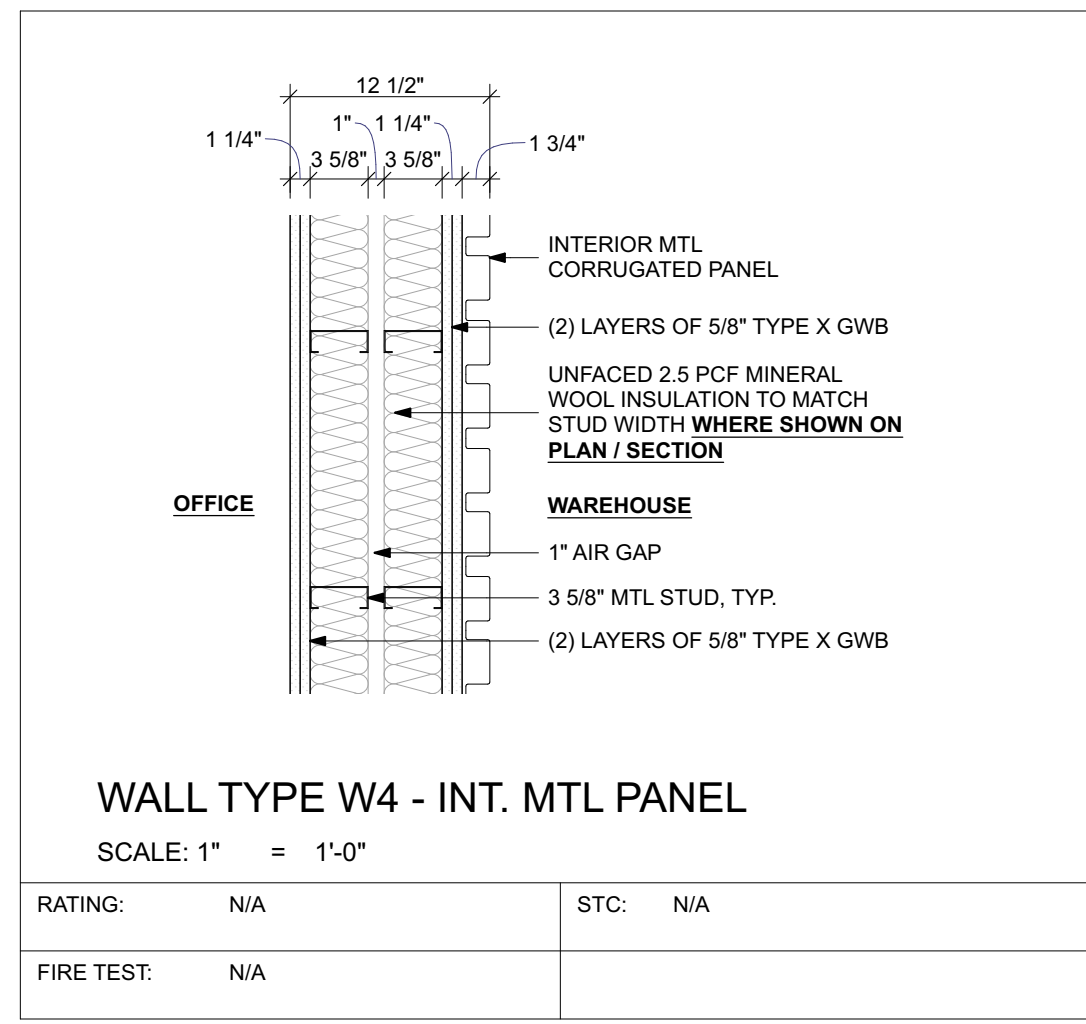 12 1/2"
1" 1 1/4"
1 1/4" 1 3/4"
3 5/8" 3 5/8"
INTERIOR MTL
CORRUGATED PANEL
(2) LAYERS OF 5/8" TYPE X GWB
UNFACED 2.5 PCF MINERAL
WOOL INSULATION TO MATCH
STUD WIDTH WHERE SHOWN ON
PLAN / SECTION
OFFICE WAREHOUSE
1" AIR GAP
3 5/8" MTL STUD, TYP.
(2) LAYERS OF 5/8" TYPE X GWB
WALL TYPE W4 - INT. MTL PANEL
SCALE: 1" = 1'-0"
RATING: N/A STC: N/A
FIRE TEST: N/A